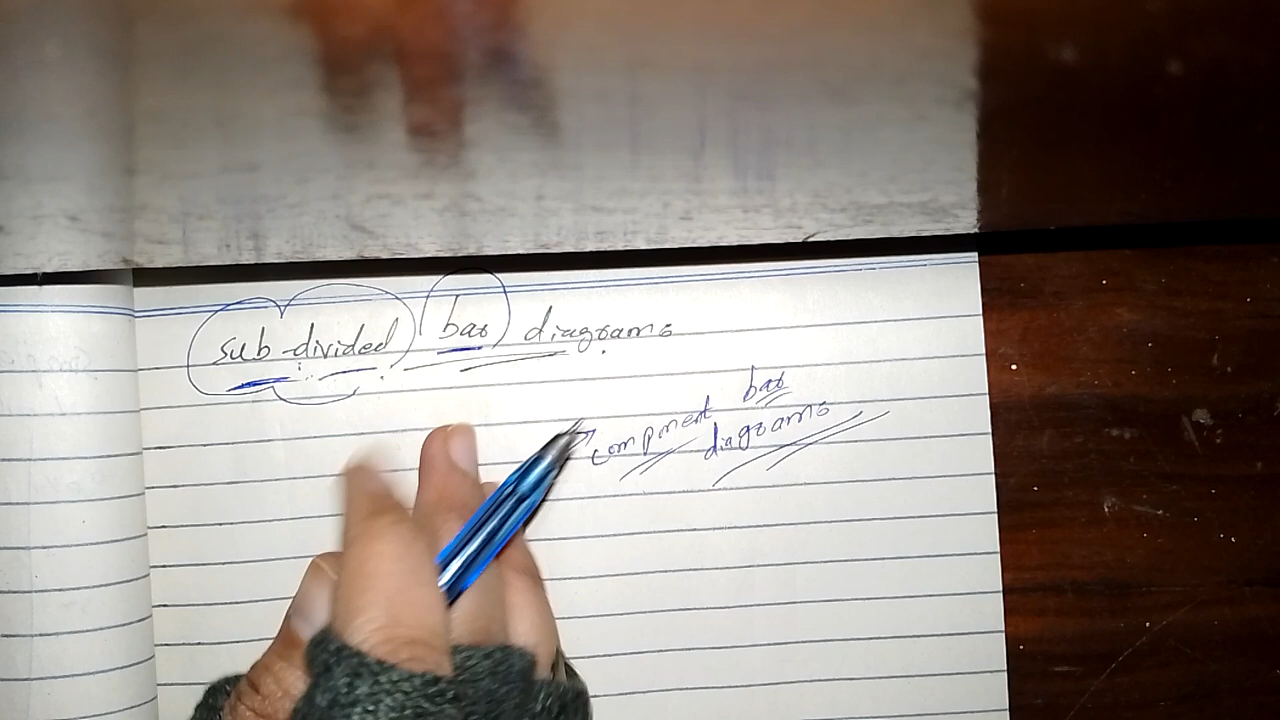 sub-divided bar diagrams
component bar
diagrams